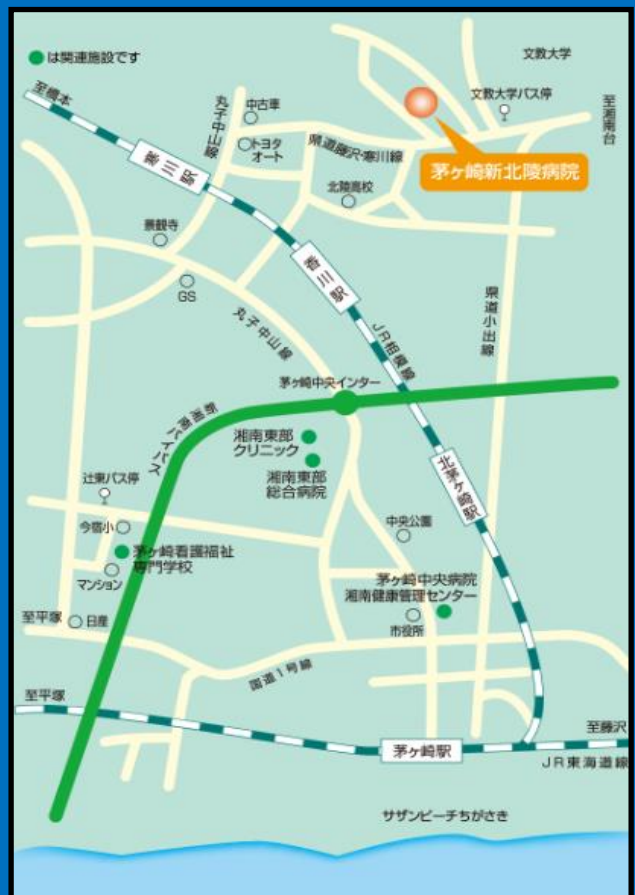 は関連施設です
文教大学
至橋本
丸子中山線
中古車
文教大学バス停
至湘南台
トヨタ
オート
県道藤沢・寒川線
茅ヶ崎新北陵病院
寒川駅
北陵高校
景観寺
香川駅
GS
県道小出線
丸子中山線
JR相模線
茅ヶ崎中央インター
新湘南バイパス
湘南東部
クリニック
湘南東部
総合病院
北茅ヶ崎駅
辻東バス停
今宿小
中央公園
茅ヶ崎看護福祉
専門学校
マンション
茅ヶ崎中央病院
湘南健康管理センター
至平塚
日産
市役所
国道1号線
至平塚
至藤沢
茅ヶ崎駅
JR東海道線
サザンビーチちがさき